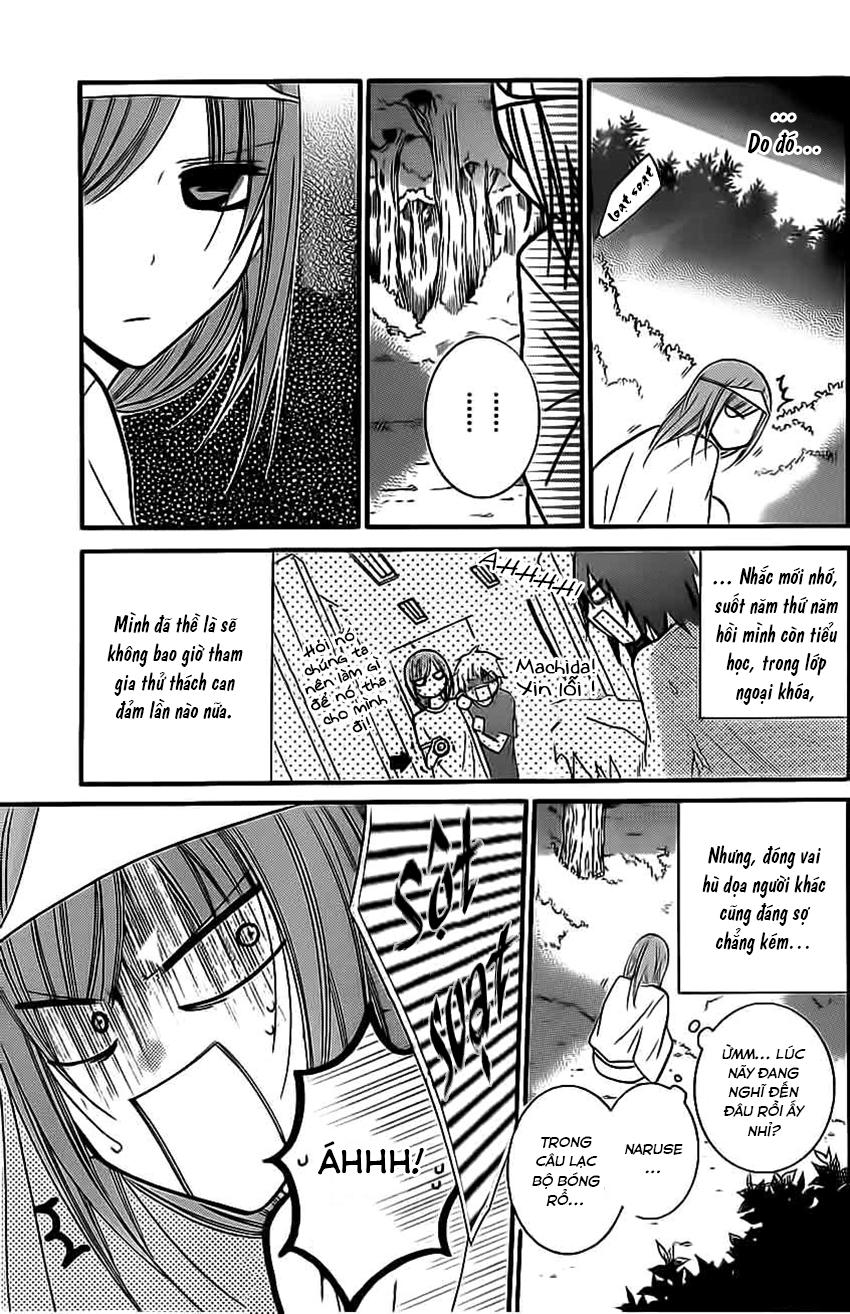 ...
Do đó...
loạt soạt
......
... Nhắc mới nhớ,
suốt năm thứ năm
hồi mình còn tiểu
học, trong lớp
ngoại khóa,
AHHHH!
Machida!
Xin lỗi!
Hỏi nó
chúng ta
nên làm gì
để nó tha
cho mình
đi!
Mình đã thề là sẽ
không bao giờ tham
gia thử thách can
đảm lần nào nữa.
Nhưng, đóng vai
hù dọa người khác
cũng đáng sợ
chẳng kém...
ỪMM... LÚC
NÃY ĐANG
NGHĨ ĐẾN
ĐÂU RỒI ẤY
NHỈ?
NARUSE
...
TRONG
CÂU LẠC
BỘ BÓNG
RỔ...
Sột
soạt
ÁHHH!